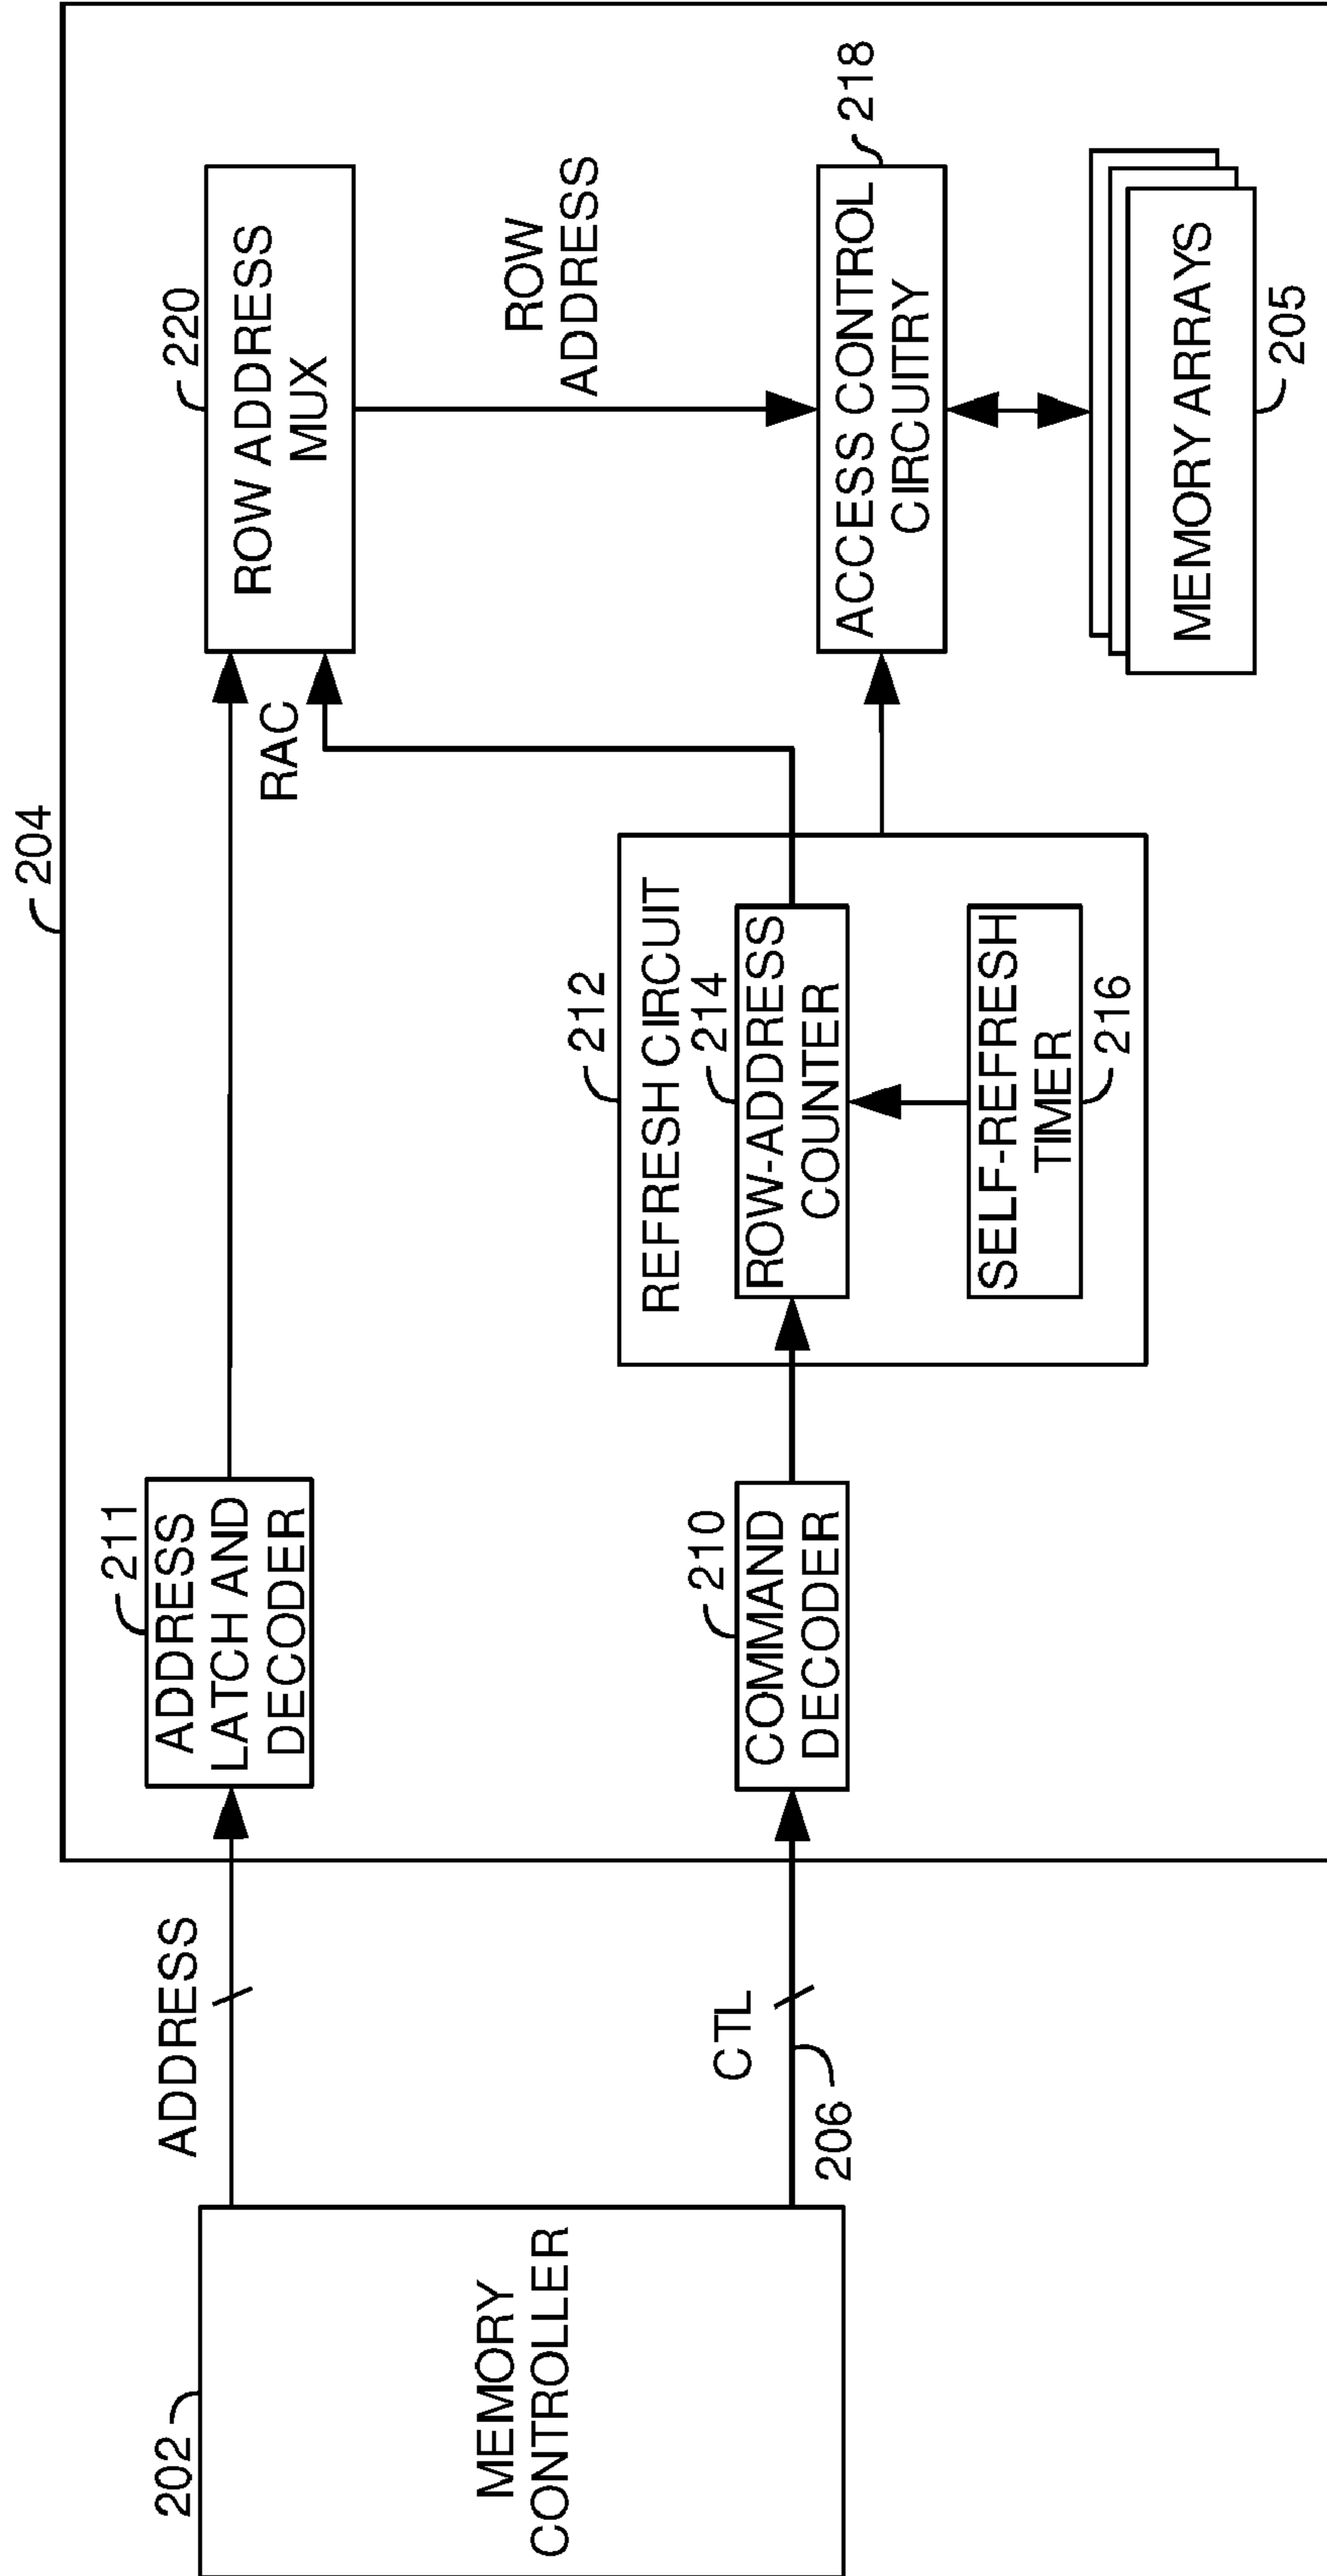 204
202
MEMORY
CONTROLLER
ADDRESS
CTL
206
211
ADDRESS
LATCH AND
DECODER
210
COMMAND
DECODER
212
REFRESH CIRCUIT
214
ROW-ADDRESS
COUNTER
SELF-REFRESH
TIMER
216
RAC
220
ROW ADDRESS
MUX
ROW
ADDRESS
ACCESS CONTROL
CIRCUITRY
218
MEMORY ARRAYS
205